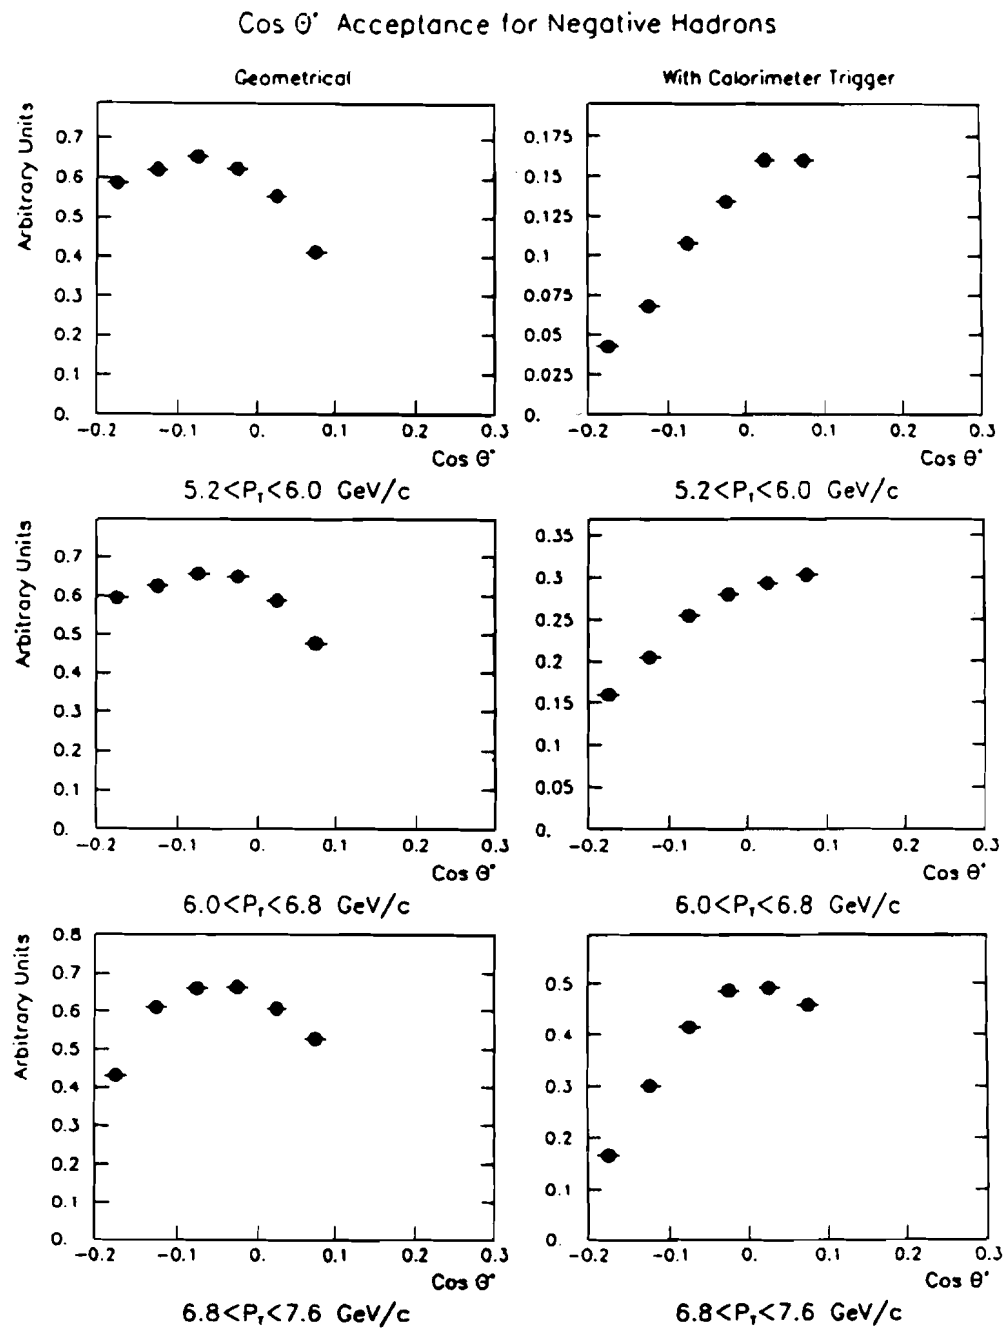 Cos Θ* Acceptance for Negative Hadrons
Geometrical
With Calorimeter Trigger
Arbitrary Units
0.7
0.6
0.5
0.4
0.3
0.2
0.1
0.
-0.2 -0.1 0. 0.1 0.2 0.3
Cos Θ*
5.2<P_T<6.0 GeV/c
0.175
0.15
0.125
0.1
0.075
0.05
0.025
0.
-0.2 -0.1 0. 0.1 0.2 0.3
Cos Θ*
5.2<P_T<6.0 GeV/c
Arbitrary Units
0.7
0.6
0.5
0.4
0.3
0.2
0.1
0.
-0.2 -0.1 0. 0.1 0.2 0.3
Cos Θ*
6.0<P_T<6.8 GeV/c
0.35
0.3
0.25
0.2
0.15
0.1
0.05
0.
-0.2 -0.1 0. 0.1 0.2 0.3
Cos Θ*
6.0<P_T<6.8 GeV/c
Arbitrary Units
0.8
0.7
0.6
0.5
0.4
0.3
0.2
0.1
0.
-0.2 -0.1 0. 0.1 0.2 0.3
Cos Θ*
6.8<P_T<7.6 GeV/c
0.5
0.4
0.3
0.2
0.1
0.
-0.2 -0.1 0. 0.1 0.2 0.3
Cos Θ*
6.8<P_T<7.6 GeV/c